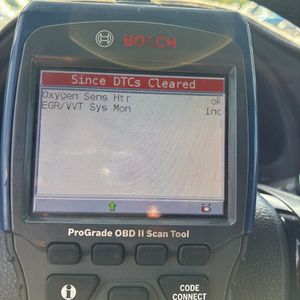 BOSCH
Since DTCs Cleared
Oxygen Sens Htr ok
EGR/VVT Sys Mon Inc
ProGrade OBD II Scan Tool
i
CODE
CONNECT